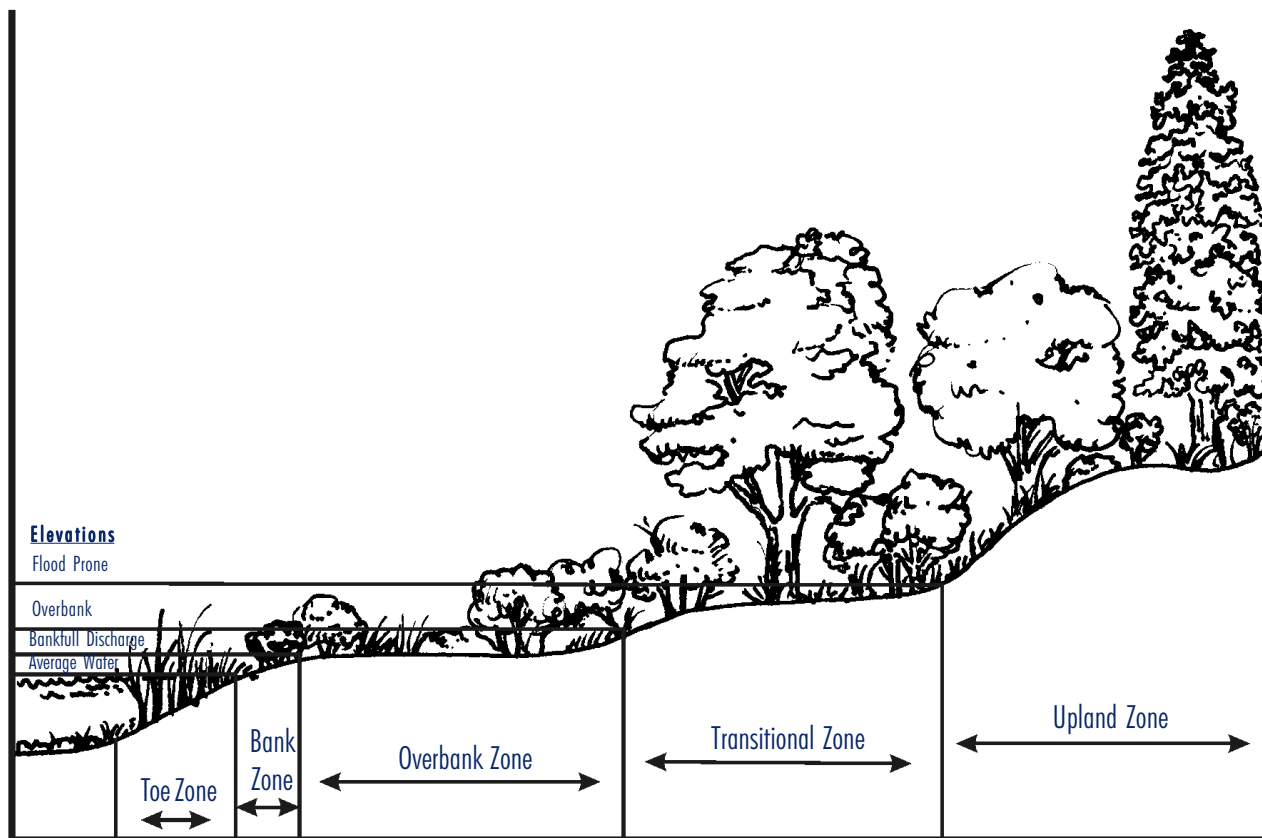 Elevations
Flood Prone
Overbank
Bankfull Discharge
Average Water
Toe Zone
Bank
Zone
Overbank Zone
Transitional Zone
Upland Zone